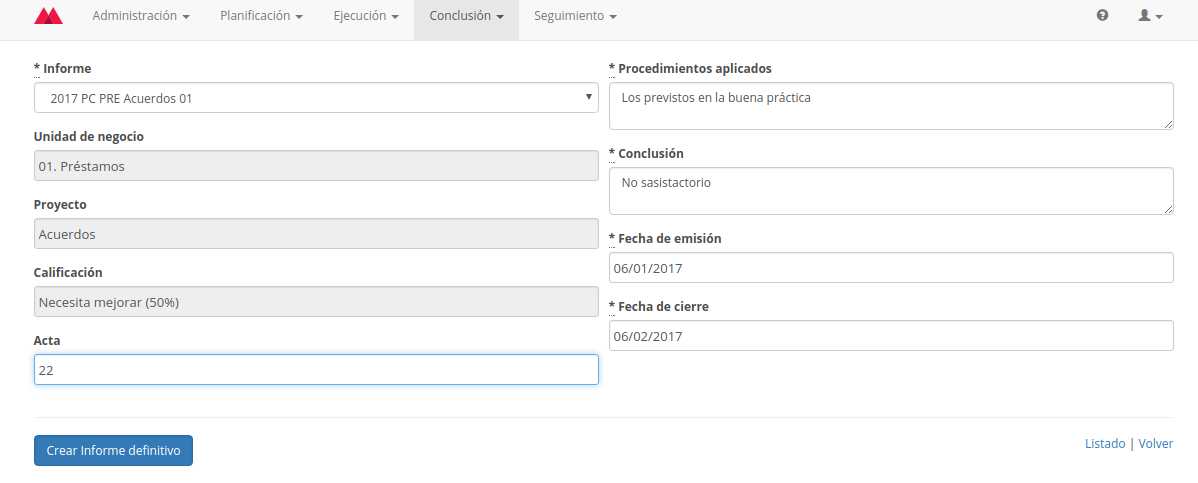 Administración Planificación Ejecución Conclusión Seguimiento
* Informe
2017 PC PRE Acuerdos 01
Unidad de negocio
01. Préstamos
Proyecto
Acuerdos
Calificación
Necesita mejorar (50%)
Acta
22
* Procedimientos aplicados
Los previstos en la buena práctica
* Conclusión
No sasistactorio
* Fecha de emisión
06/01/2017
* Fecha de cierre
06/02/2017
Crear Informe definitivo
Listado | Volver